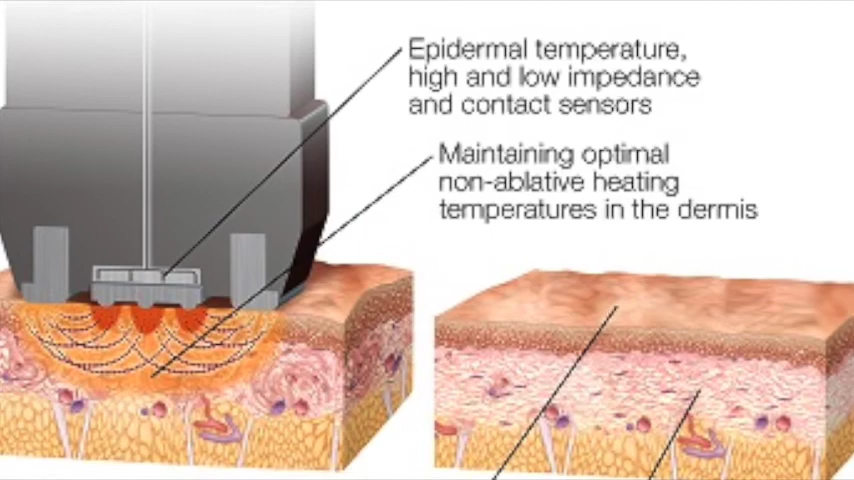 Epidermal temperature,
high and low impedance
and contact sensors
Maintaining optimal
non-ablative heating
temperatures in the dermis